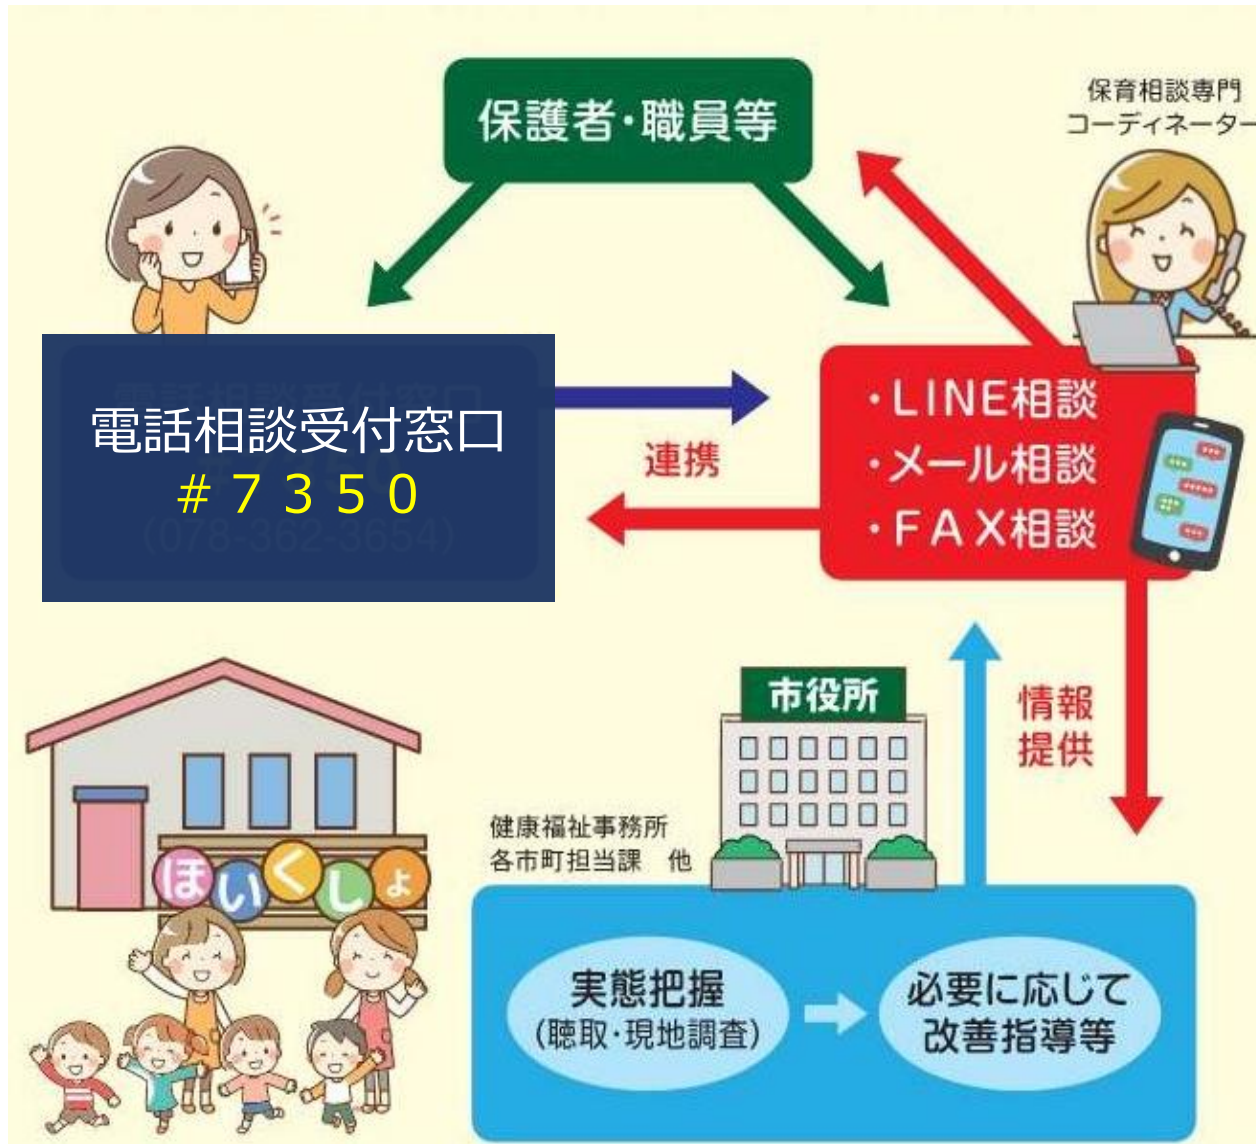 保護者・職員等
保育相談専門
コーディネーター
電話相談受付窓口
＃７３５０
(078-362-3654)
連携
・LINE相談
・メール相談
・FAX相談
市役所
情報
提供
健康福祉事務所
各市町担当課　他
ほいくしょ
実態把握
(聴取・現地調査)
必要に応じて
改善指導等